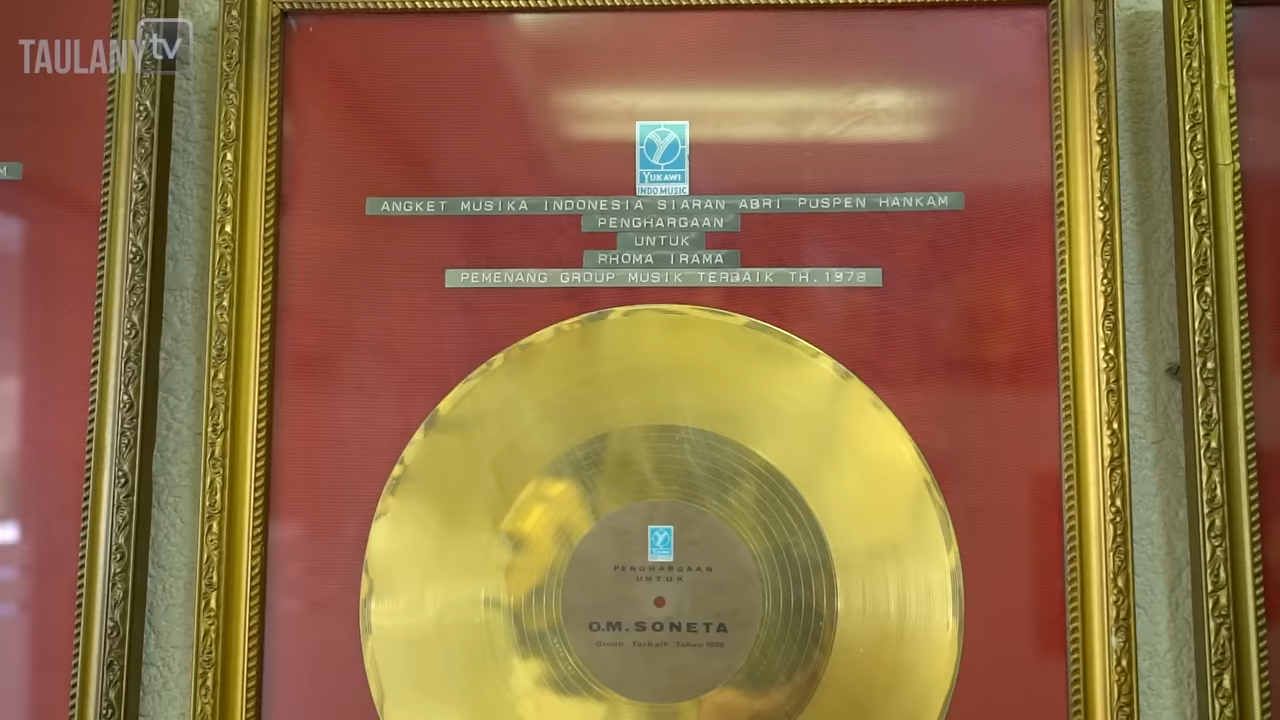 TAULANY tv
M
Y
YUKAWI
INDO MUSIC
ANGKET MUSIKA INDONESIA SIARAN ABRI PUSPEN HANKAM
PENGHARGAAN
UNTUK
RHOMA IRAMA
PEMENANG GROUP MUSIK TERBAIK TH.1978
Y
PENGHARGAAN
UNTUK
O.M. SONETA
Group Terbaik Tahun 1978